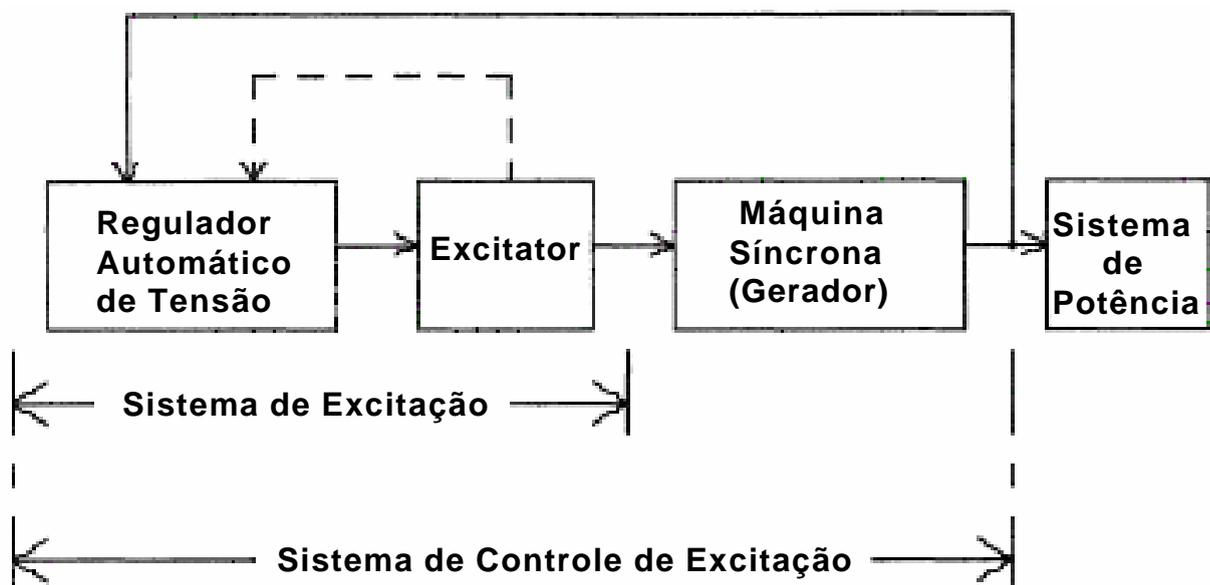 Regulador
Automático
de Tensão
Excitator
Máquina
Síncrona
(Gerador)
Sistema
de
Potência
Sistema de Excitação
Sistema de Controle de Excitação